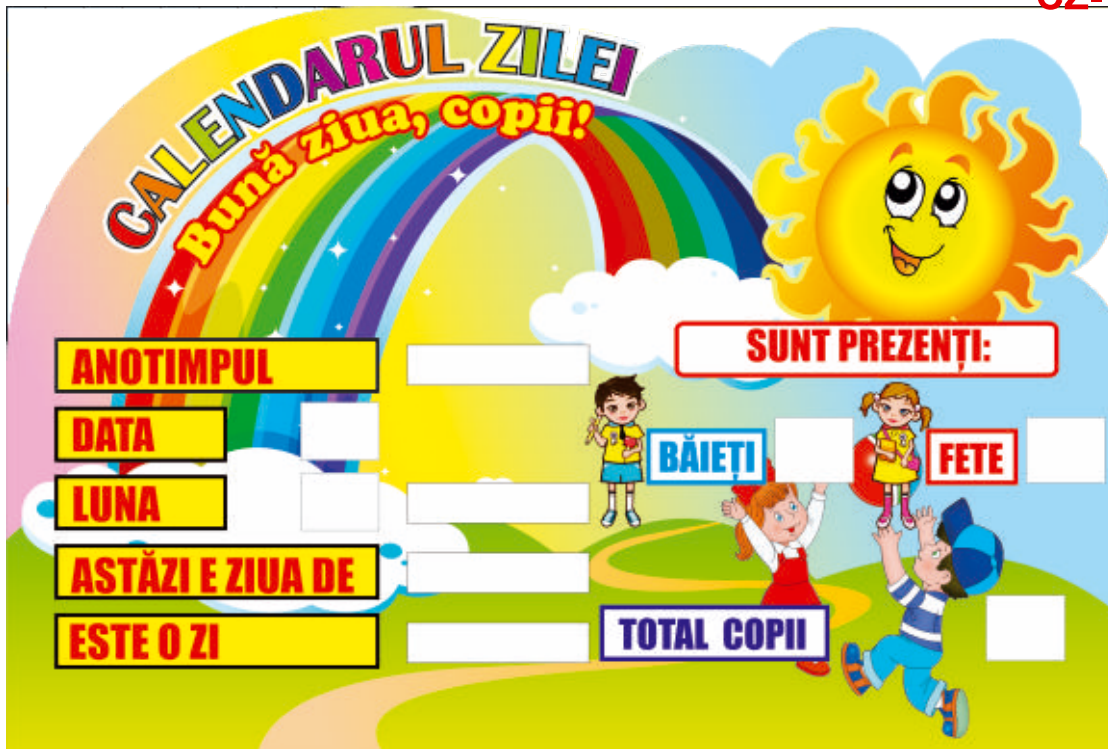 CALENDARUL ZILEI
Bună ziua, copii!
SUNT PREZENȚI:
ANOTIMPUL
DATA
BĂIEȚI
FETE
LUNA
ASTĂZI E ZIUA DE
ESTE O ZI
TOTAL COPII